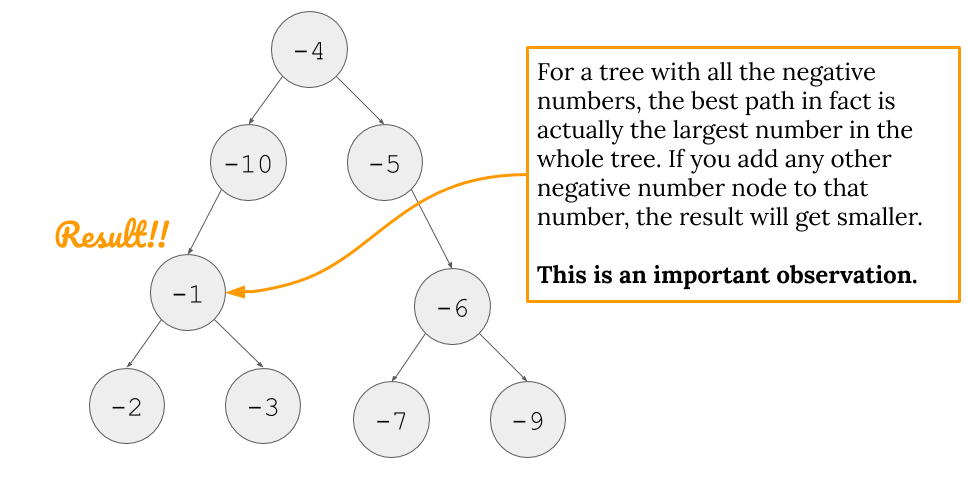 -4
-10
-5
For a tree with all the negative
numbers, the best path in fact is
actually the largest number in the
whole tree. If you add any other
negative number node to that
number, the result will get smaller.
This is an important observation.
Result!!
-1
-6
-2
-3
-7
-9